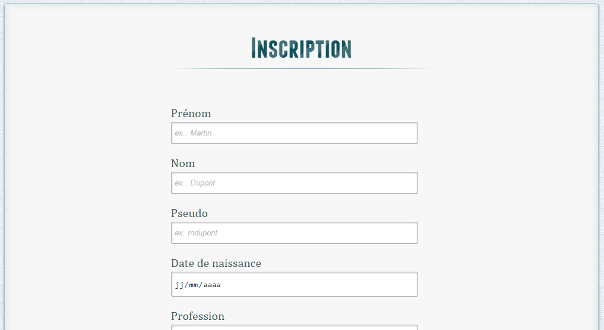 Inscription
Prénom
ex.. Martin
Nom
ex.. Dupont
Pseudo
ex. mdupont
Date de naissance
jj/mm/aaaa
Profession